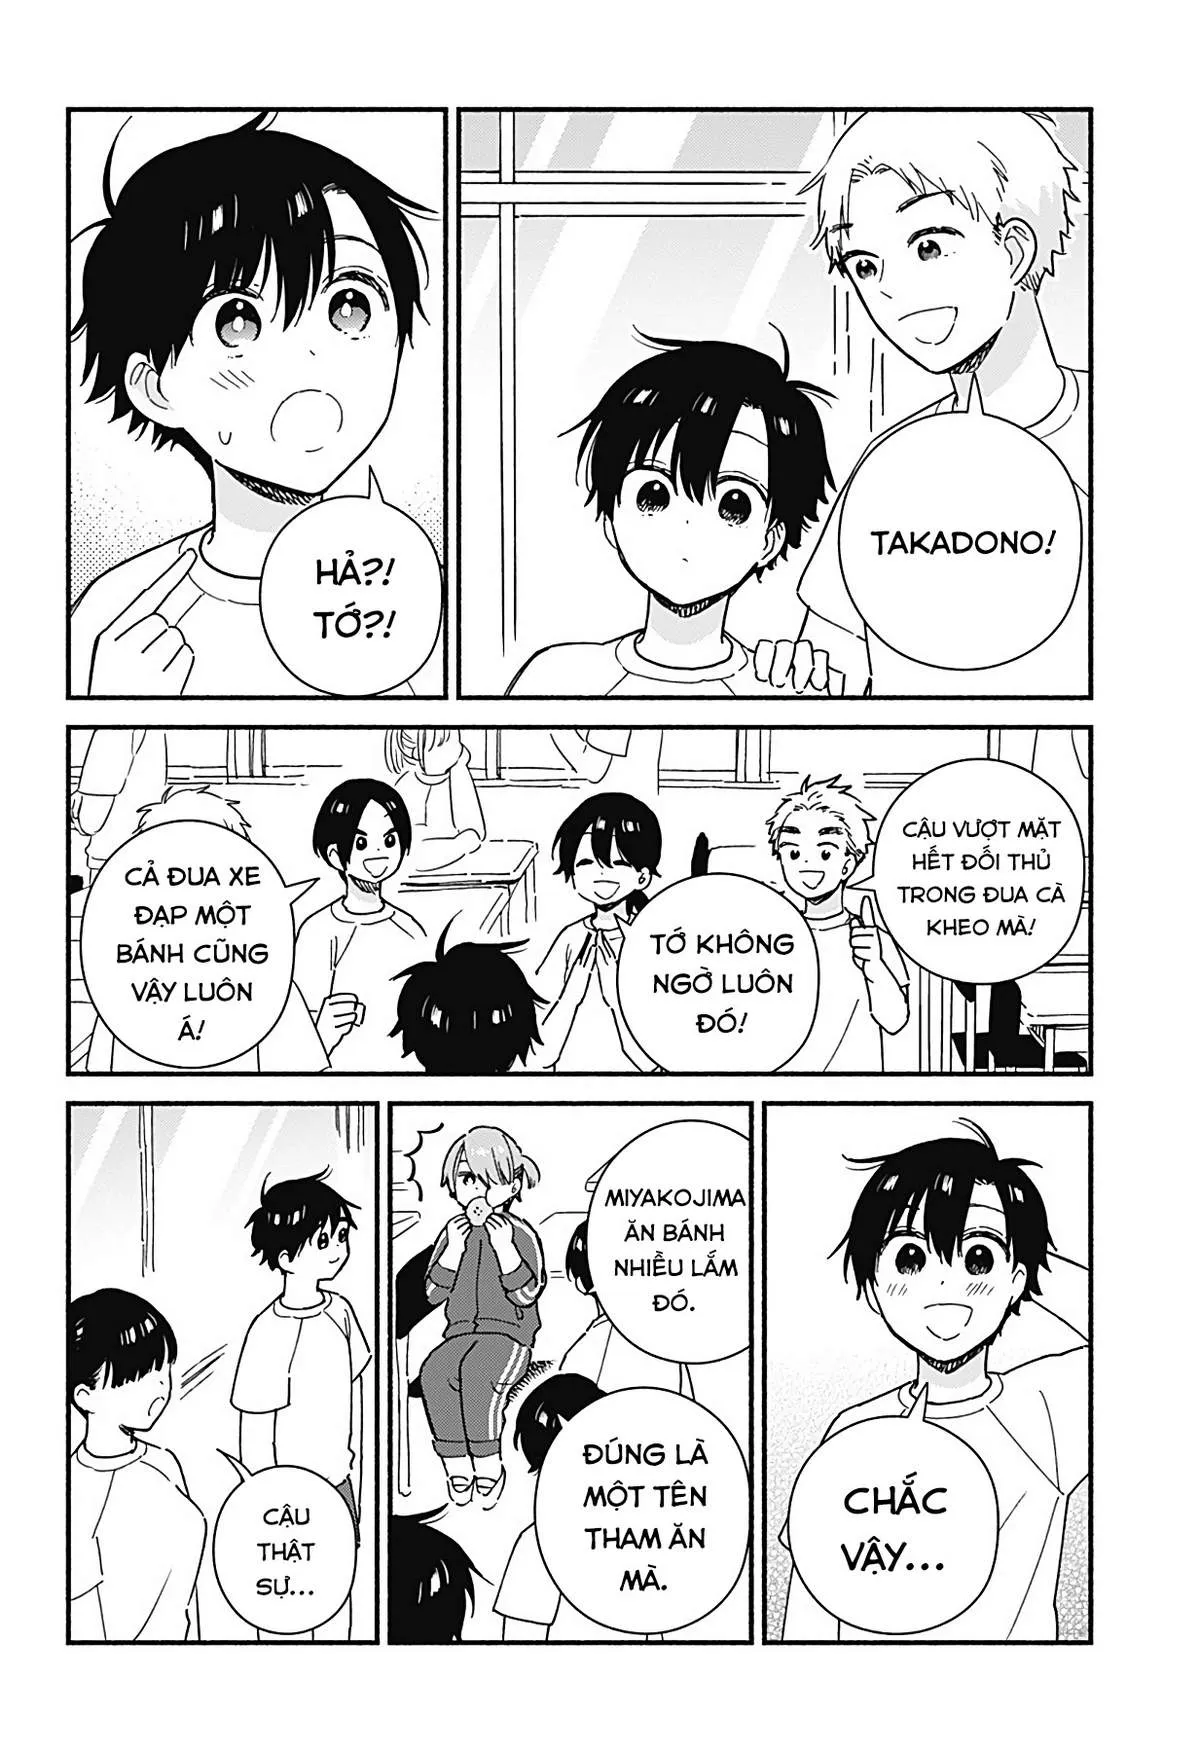 TAKADONO!
HẢ?!
TỚ?!
CẬU VƯỢT MẶT
HẾT ĐỐI THỦ
TRONG ĐUA CÀ
KHEO MÀ!
TỚ KHÔNG
NGỜ LUÔN
ĐÓ!
CẢ ĐUA XE
ĐẠP MỘT
BÁNH CŨNG
VẬY LUÔN
Á!
CHẮC
VẬY...
MIYAKOJIMA
ĂN BÁNH
NHIỀU LẮM
ĐÓ.
ĐÚNG LÀ
MỘT TÊN
THAM ĂN
MÀ.
CẬU
THẬT
SỰ...